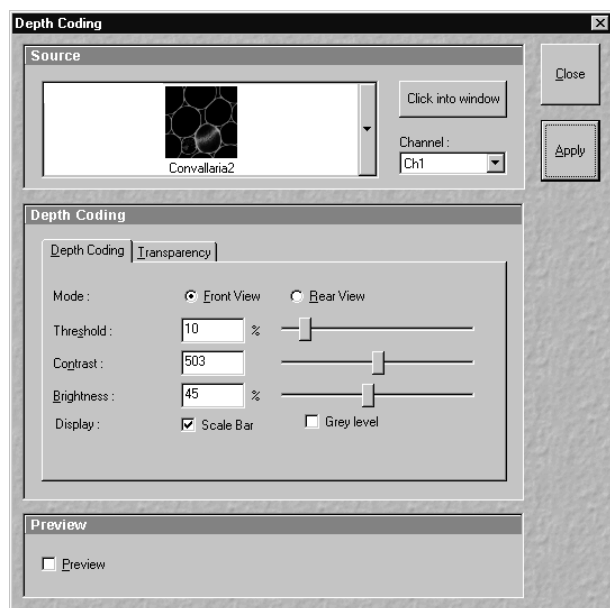 Depth Coding
Source
Convallaria2
Click into window
Channel :
Ch1
Close
Apply
Depth Coding
Depth Coding Transparency
Mode : Front View Rear View
Threshold : 10 %
Contrast : 503
Brightness : 45 %
Display : Scale Bar Grey level
Preview
Preview